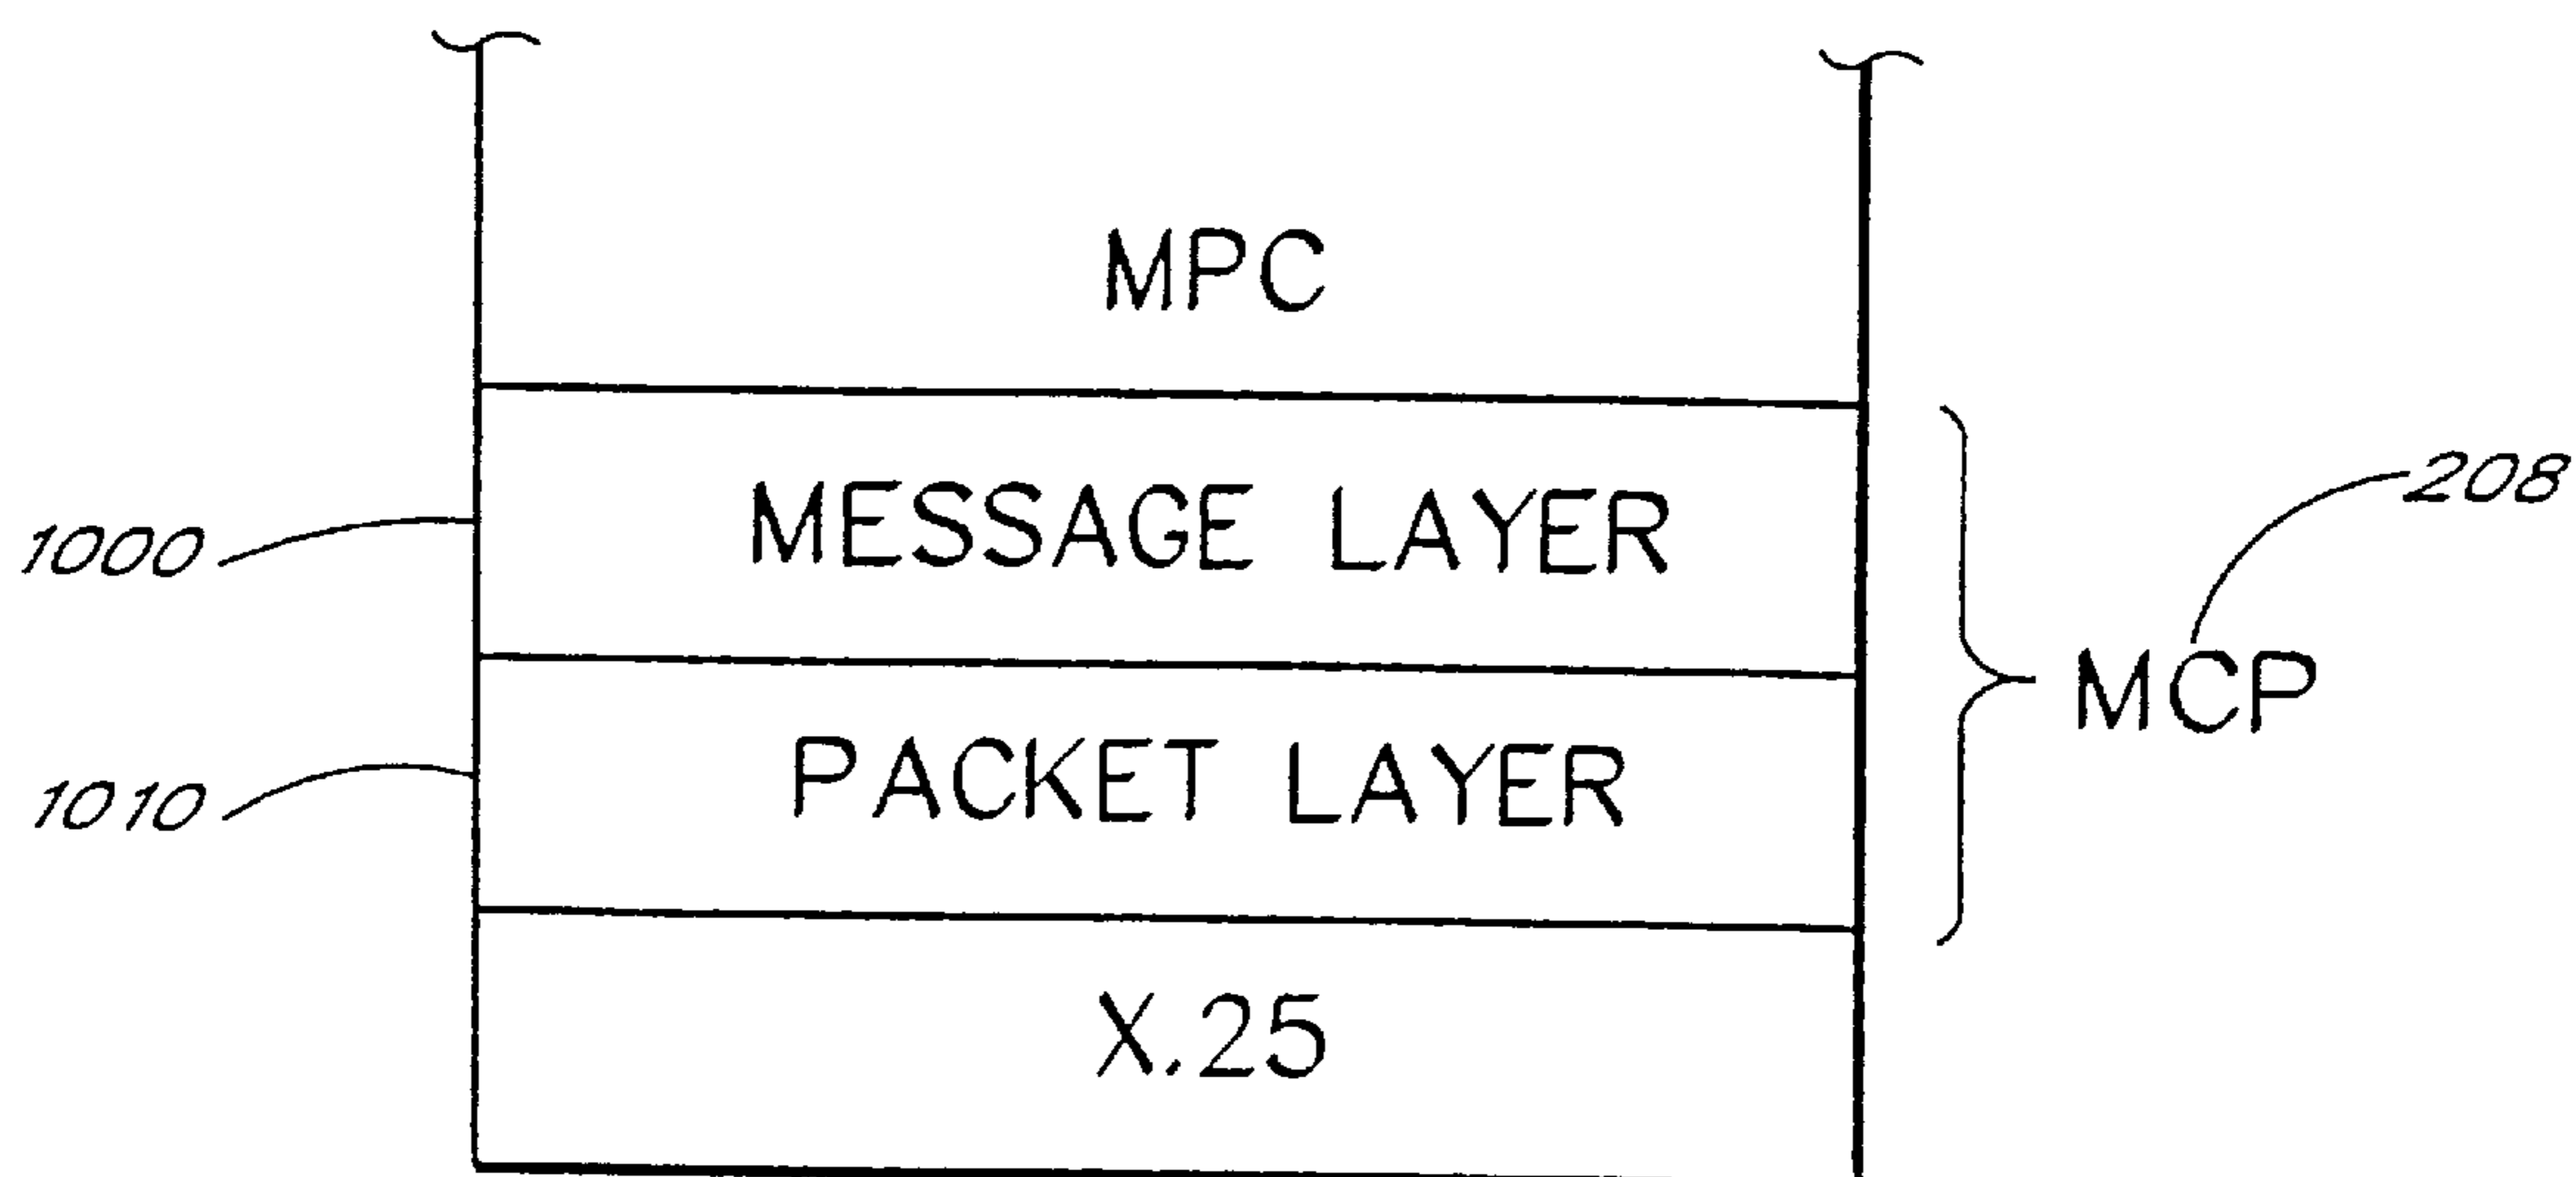 MPC
208
1000
MESSAGE LAYER
MCP
1010
PACKET LAYER
X.25